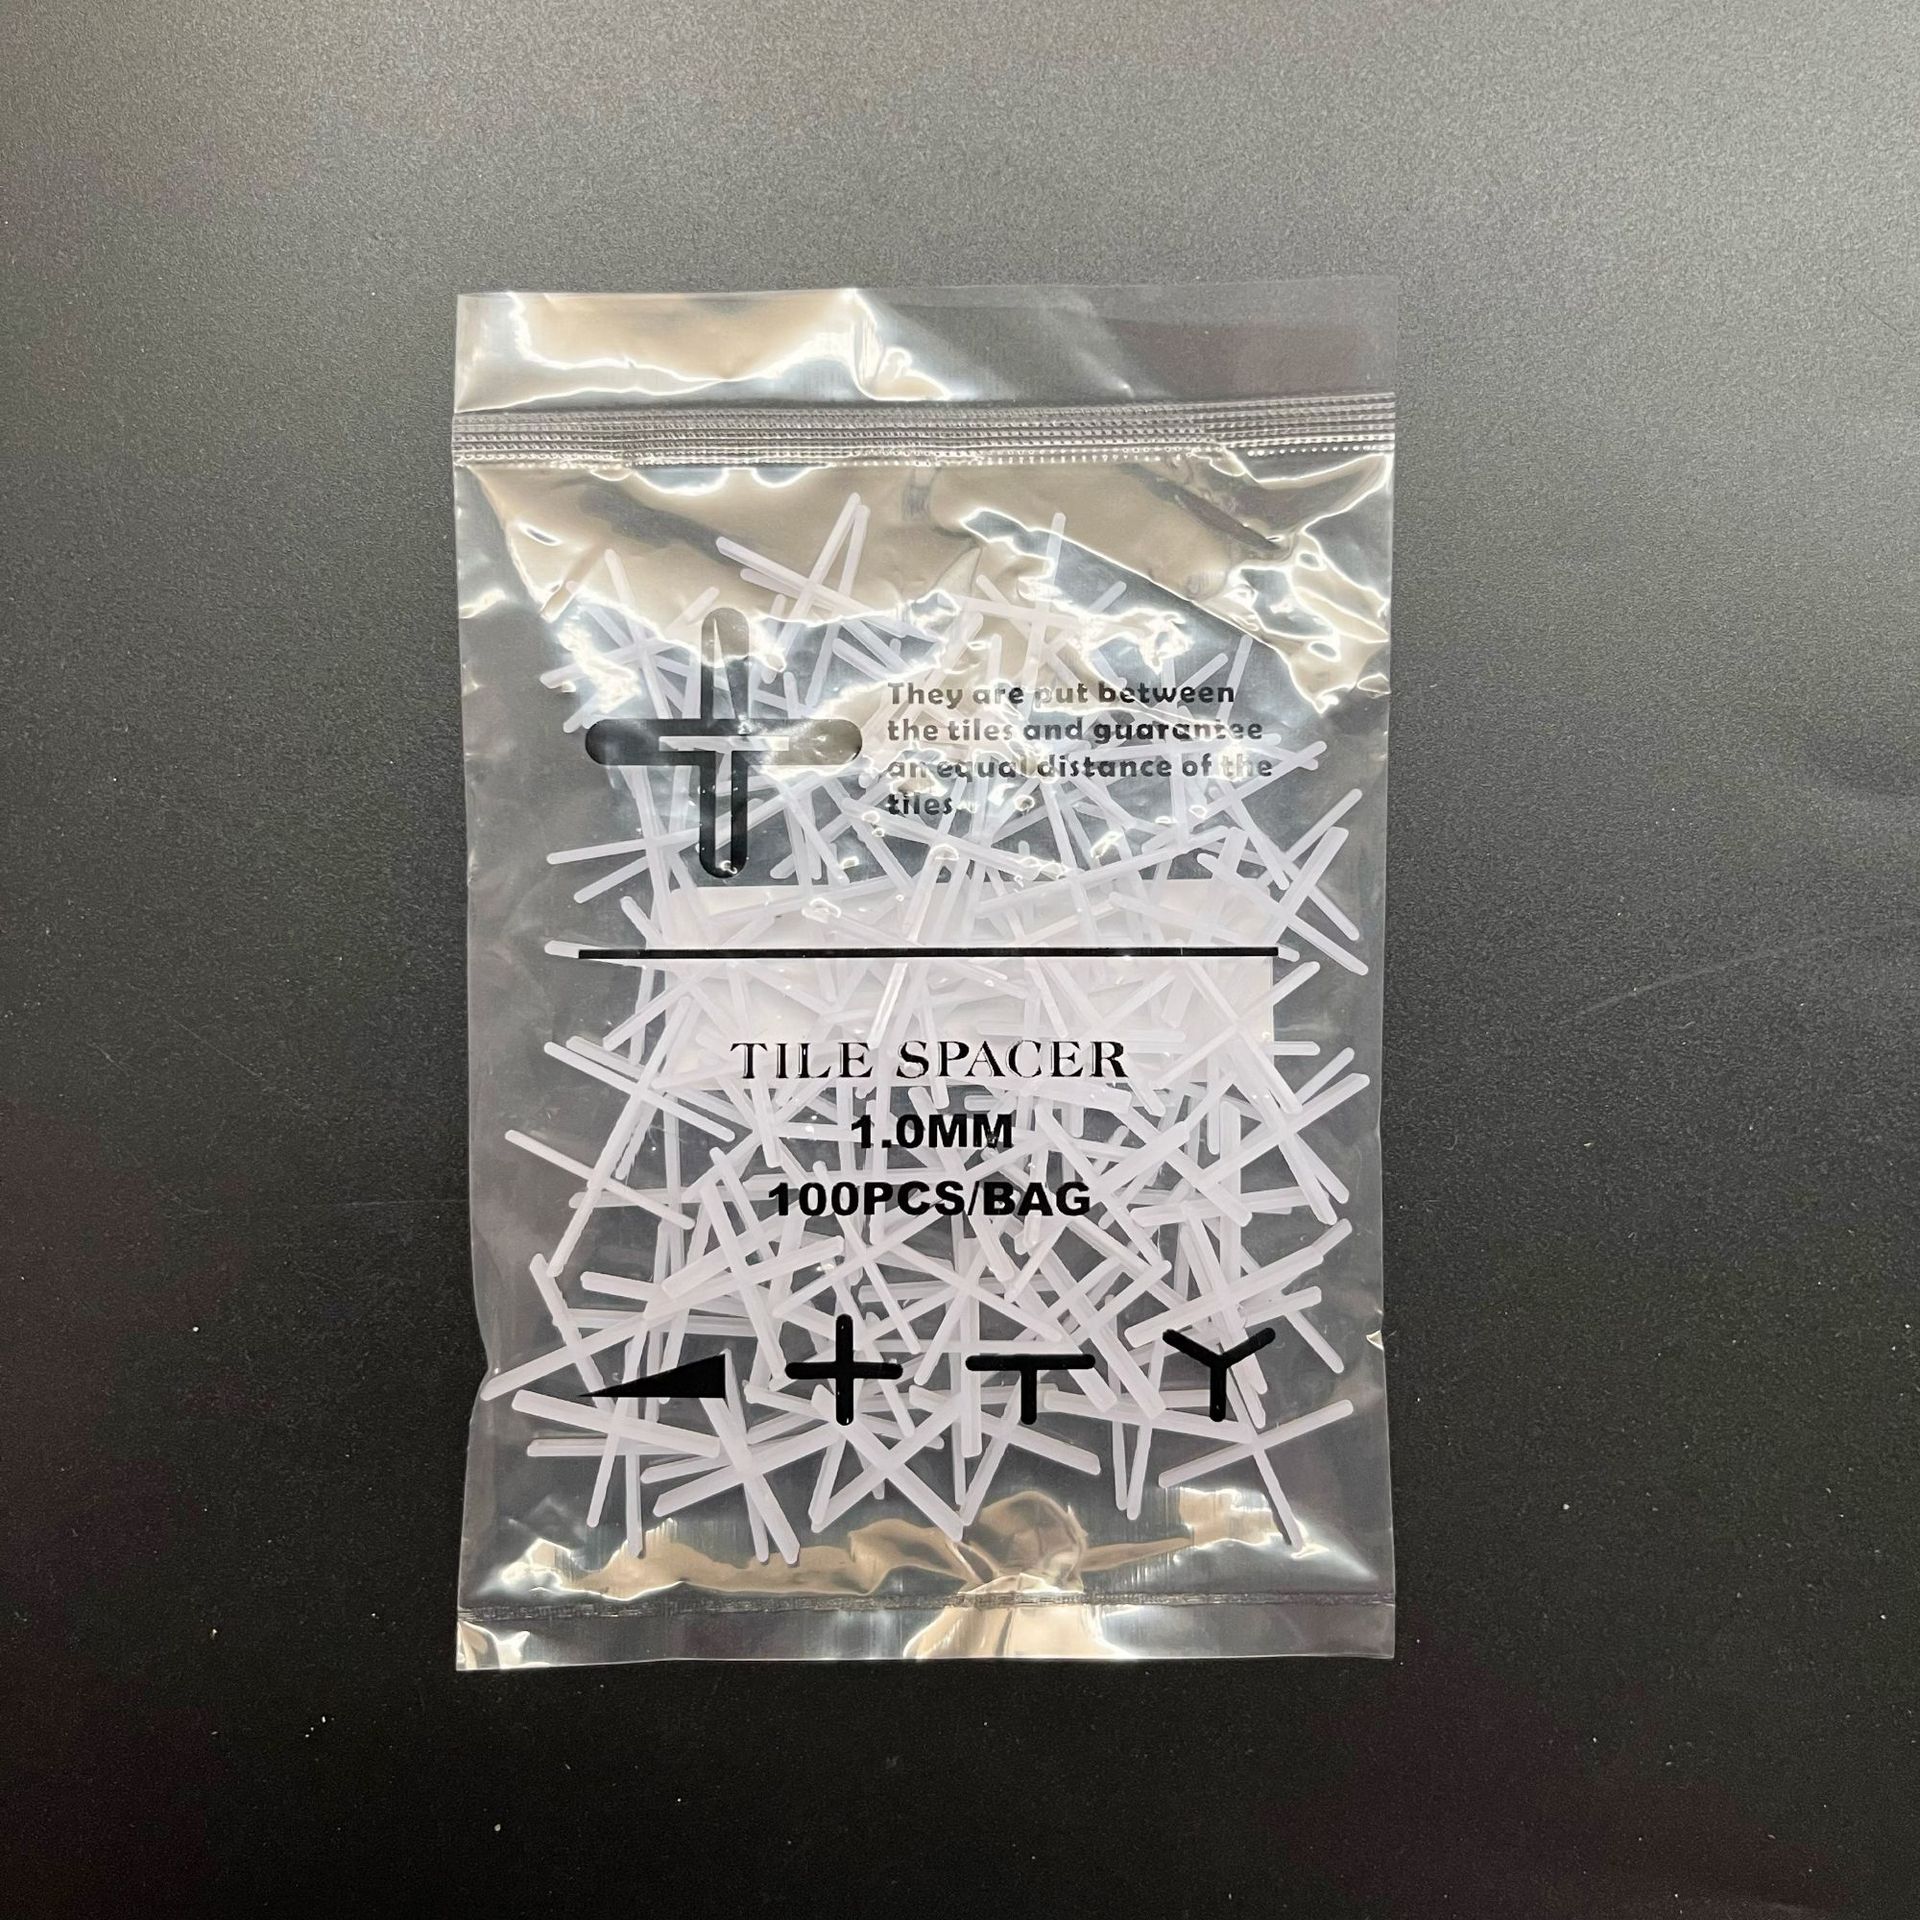 They are put between
the tiles and guarantee
an equal distance of the
tiles
TILE SPACER
1.0MM
100PCS/BAG